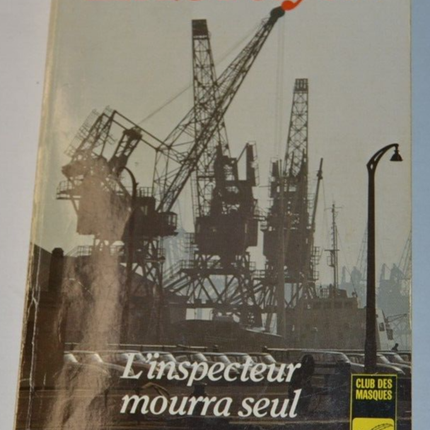 L'inspecteur
mourra seul
CLUB DES
MASQUES